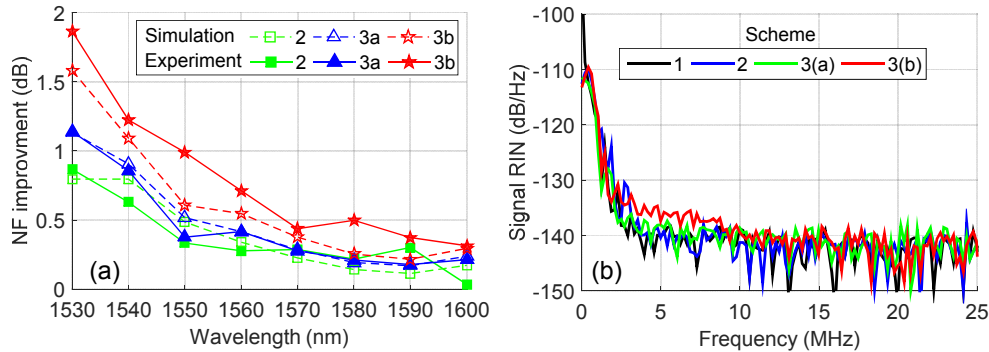 2
1.5
1
0.5
0
NF improvment (dB)
Simulation 2 3a 3b
Experiment 2 3a 3b
(a)
1530 1540 1550 1560 1570 1580 1590 1600
Wavelength (nm)
-100
-110
-120
-130
-140
-150
Signal RIN (dB/Hz)
Scheme
1 2 3(a) 3(b)
(b)
0 5 10 15 20 25
Frequency (MHz)